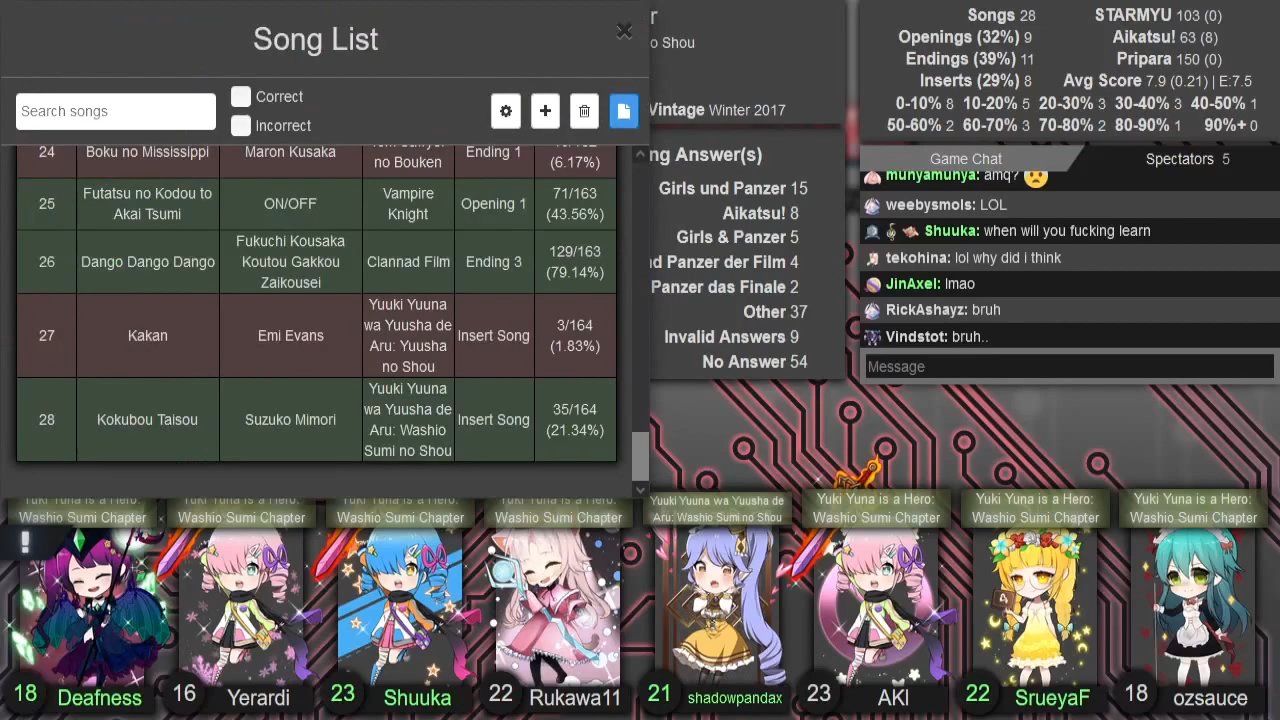 Song List
Search songs
Correct
Incorrect
24 Boku no Mississippi Maron Kusaka no Bouken Ending 1 (6.17%)
25 Futatsu no Kodou to Akai Tsumi ON/OFF Vampire Knight Opening 1 71/163 (43.56%)
26 Dango Dango Dango Fukuchi Kousaka Koutou Gakkou Zaikousei Clannad Film Ending 3 129/163 (79.14%)
27 Kakan Emi Evans Yuuki Yuuna wa Yuusha de Aru: Yuusha no Shou Insert Song 3/164 (1.83%)
28 Kokubou Taisou Suzuko Mimori Yuuki Yuuna wa Yuusha de Aru: Washio Sumi no Shou Insert Song 35/164 (21.34%)
r
o Shou
Vintage Winter 2017
ng Answer(s)
Girls und Panzer 15
Aikatsu! 8
Girls & Panzer 5
d Panzer der Film 4
Panzer das Finale 2
Other 37
Invalid Answers 9
No Answer 54
Songs 28 STARMYU 103 (0)
Openings (32%) 9 Aikatsu! 63 (8)
Endings (39%) 11 Pripara 150 (0)
Inserts (29%) 8 Avg Score 7.9 (0.21) | E:7.5
0-10% 8 10-20% 5 20-30% 3 30-40% 3 40-50% 1
50-60% 2 60-70% 3 70-80% 2 80-90% 1 90%+ 0
Game Chat Spectators 5
munyamunya: amq?
weebysmols: LOL
Shuuka: when will you fucking learn
tekohina: lol why did i think
JinAxel: lmao
RickAshayz: bruh
Vindstot: bruh..
Message
Yuki Yuna is a Hero: Washio Sumi Chapter
Yuki Yuna is a Hero: Washio Sumi Chapter
Yuki Yuna is a Hero: Washio Sumi Chapter
Yuki Yuna is a Hero: Washio Sumi Chapter
Yuuki Yuuna wa Yuusha de Aru: Washio Sumi no Shou
Yuki Yuna is a Hero: Washio Sumi Chapter
Yuki Yuna is a Hero: Washio Sumi Chapter
Yuki Yuna is a Hero: Washio Sumi Chapter
!
A
18 Deafness
16 Yerardi
23 Shuuka
22 Rukawa11
21 shadowpandax
23 AKI
22 SrueyaF
18 ozsauce